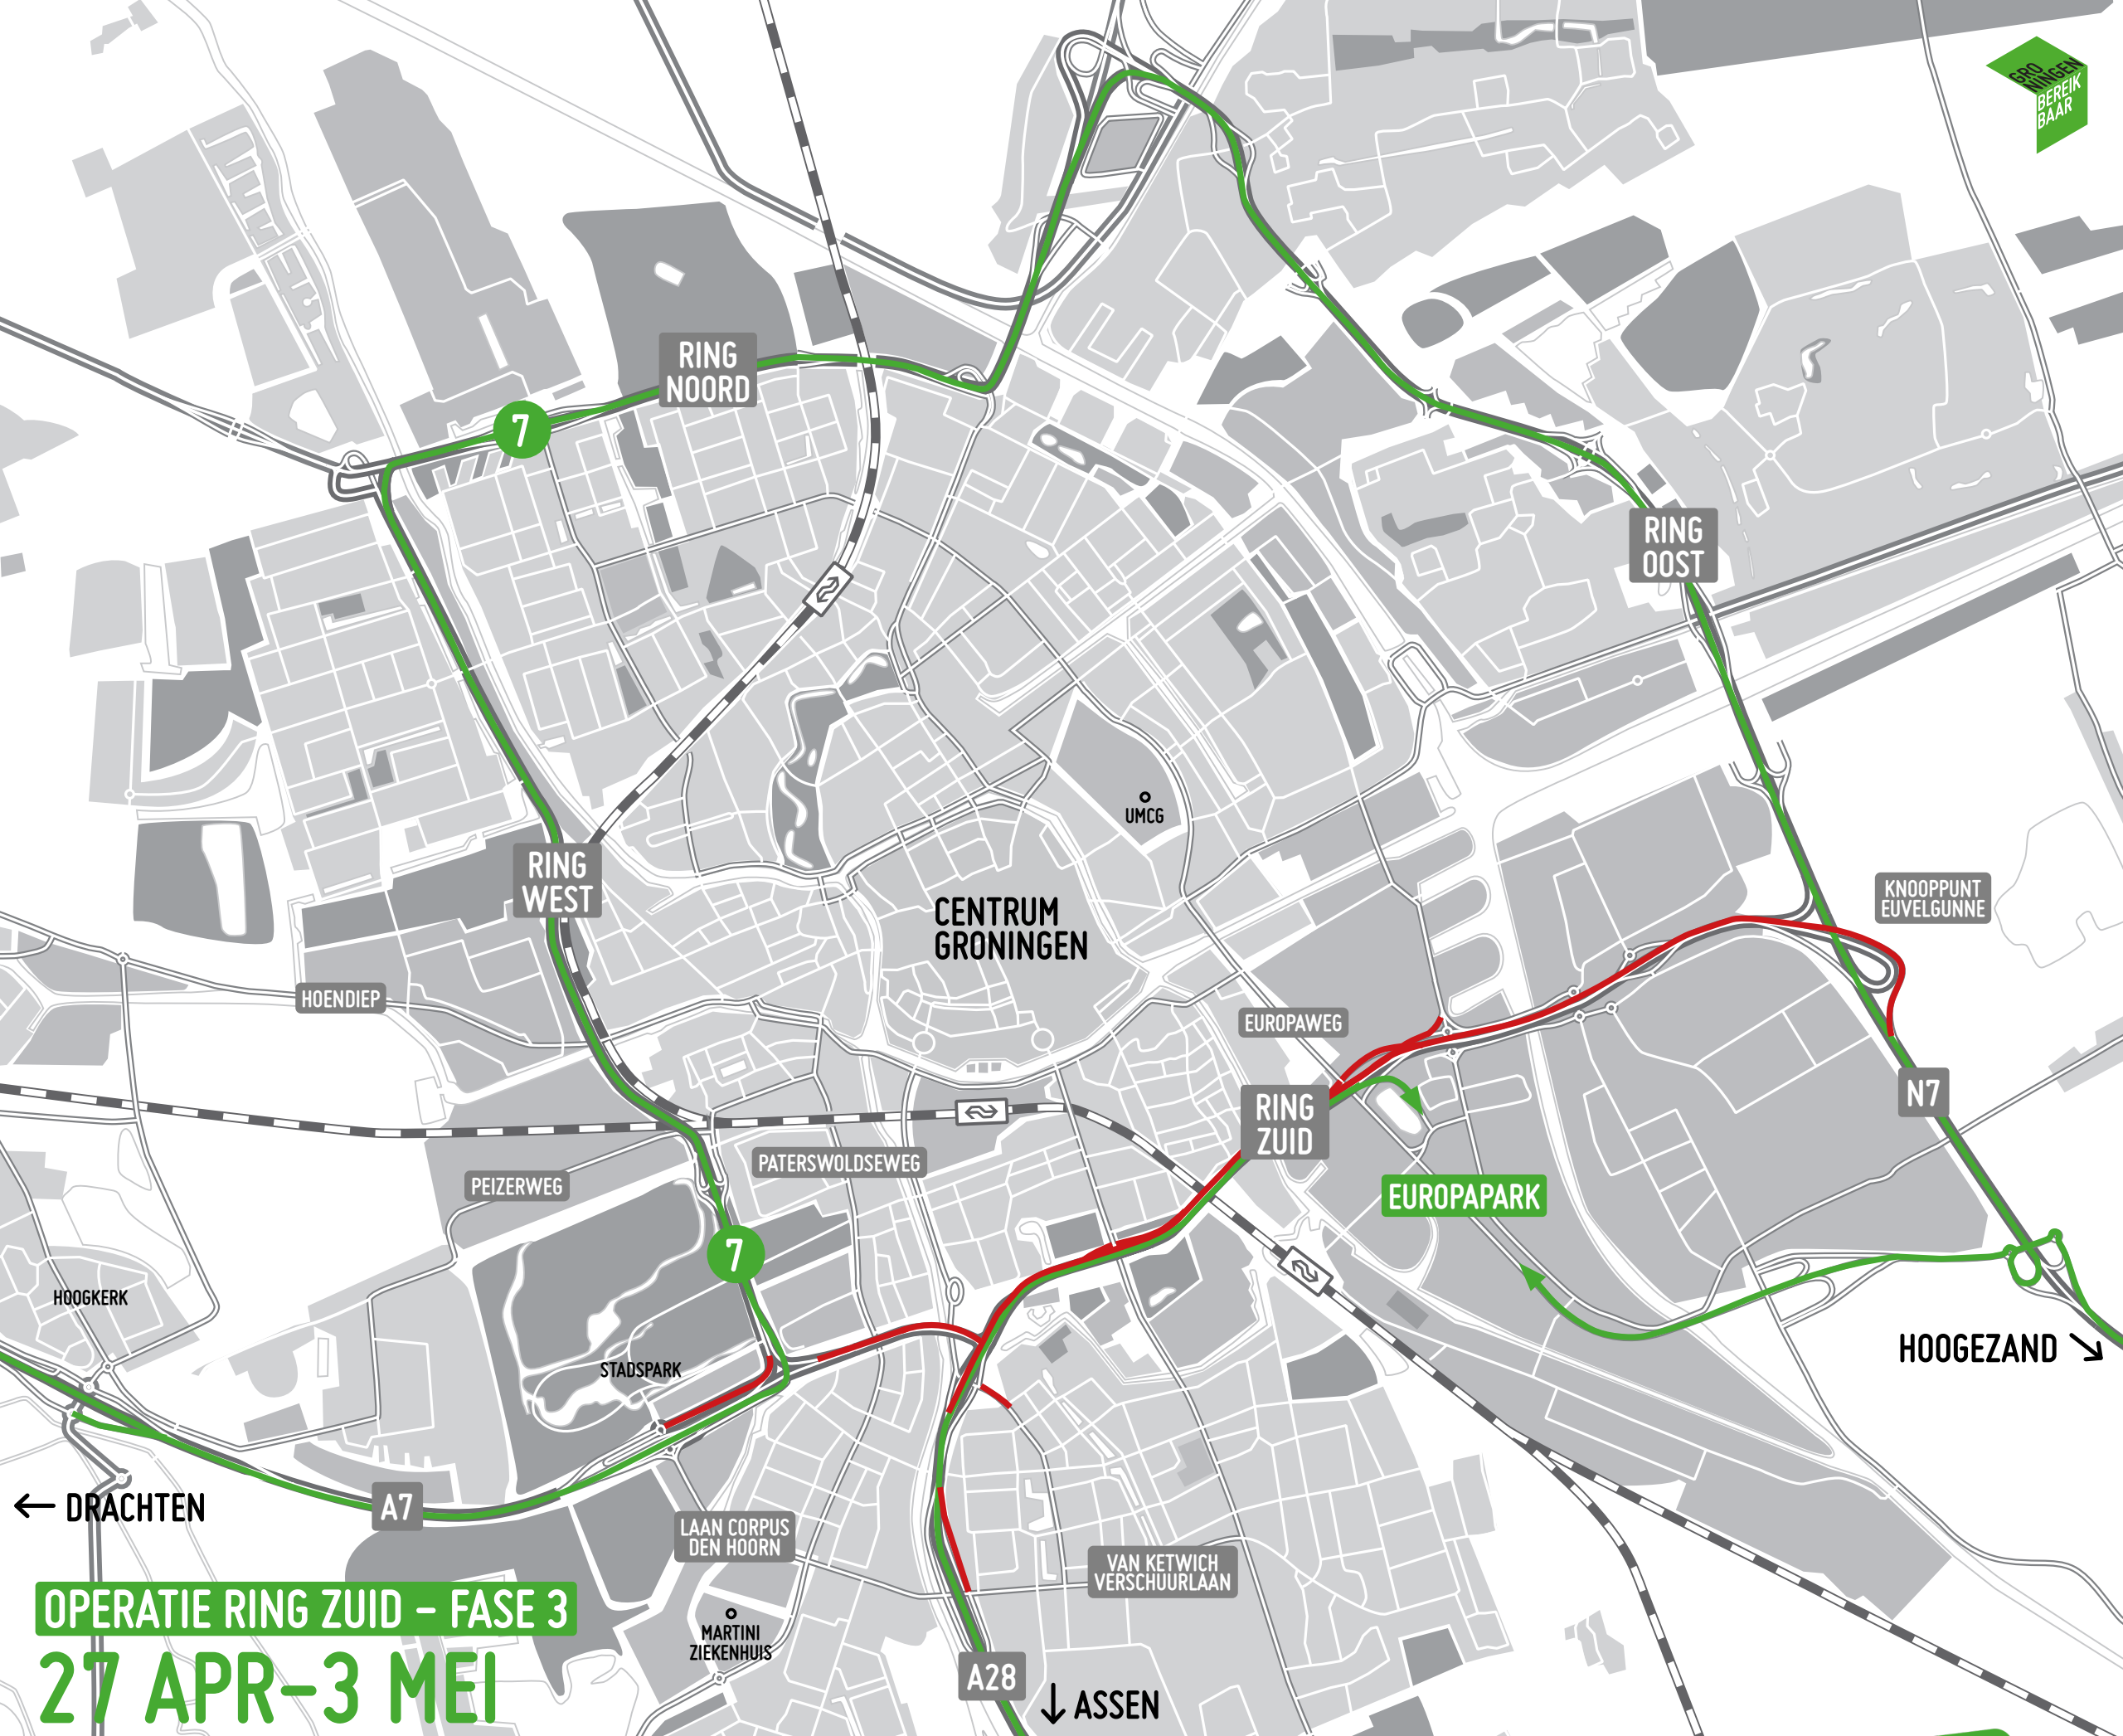 GRO
NINGEN
BEREIK
BAAR
RING
NOORD
7
RING
OOST
UMCG
RING
WEST
KNOOPPUNT
EUVELGUNNE
CENTRUM
GRONINGEN
HOENDIEP
EUROPAWEG
N7
RING
ZUID
PATERSWOLDSEWEG
PEIZERWEG
EUROPAPARK
7
HOOGKERK
HOOGEZAND
STADSPARK
A7
DRACHTEN
LAAN CORPUS
DEN HOORN
VAN KETWICH
VERSCHUURLAAN
OPERATIE RING ZUID – FASE 3
MARTINI
ZIEKENHUIS
27 APR–3 MEI
A28
ASSEN